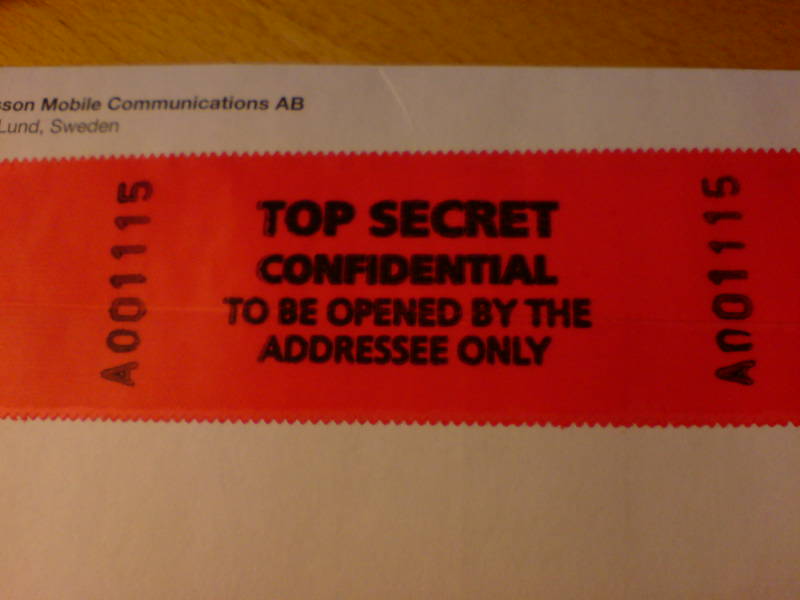 sson Mobile Communications AB
Lund, Sweden
A001115
TOP SECRET
CONFIDENTIAL
TO BE OPENED BY THE
ADDRESSEE ONLY
A001115